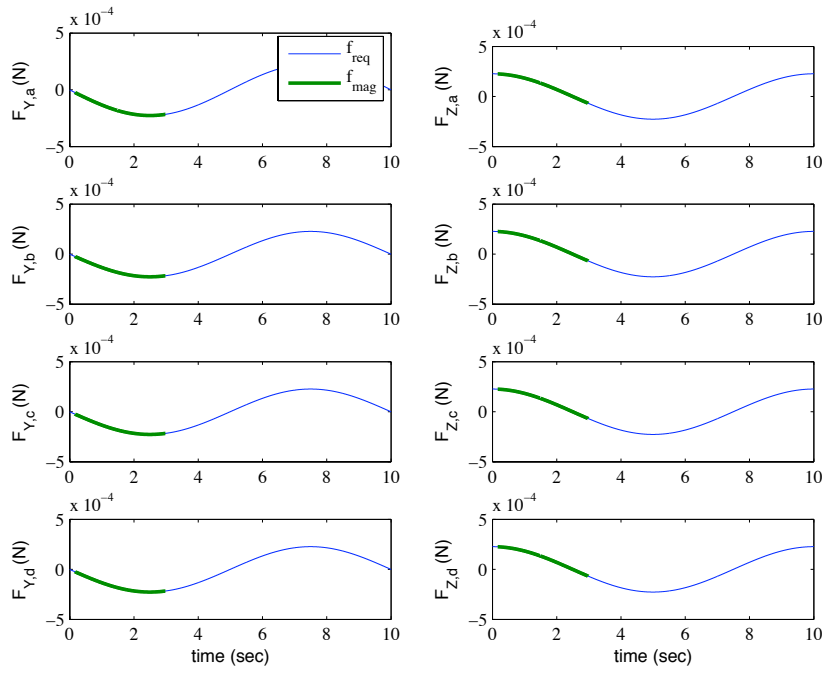 x 10^−4
5
0
−5
F_Y,a (N)
0 2 4 6 8 10
f_req
f_mag
x 10^−4
5
0
−5
F_Z,a (N)
0 2 4 6 8 10
x 10^−4
5
0
−5
F_Y,b (N)
0 2 4 6 8 10
x 10^−4
5
0
−5
F_Z,b (N)
0 2 4 6 8 10
x 10^−4
5
0
−5
F_Y,c (N)
0 2 4 6 8 10
x 10^−4
5
0
−5
F_Z,c (N)
0 2 4 6 8 10
x 10^−4
5
0
−5
F_Y,d (N)
0 2 4 6 8 10
time (sec)
x 10^−4
5
0
−5
F_Z,d (N)
0 2 4 6 8 10
time (sec)